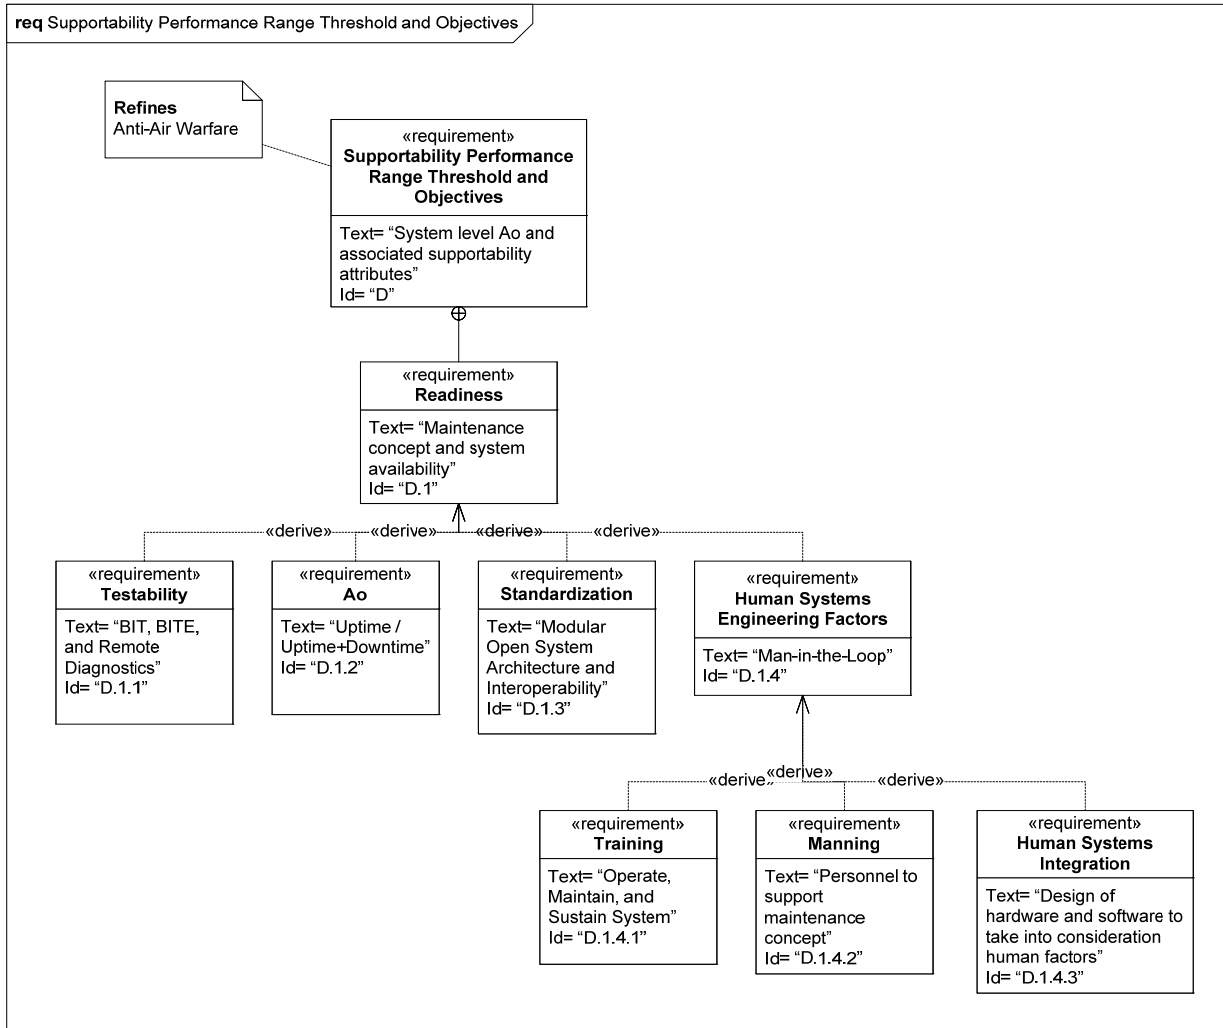 req Supportability Performance Range Threshold and Objectives
Refines
Anti-Air Warfare
«requirement»
Supportability Performance
Range Threshold and
Objectives
Text= “System level Ao and
associated supportability
attributes”
Id= “D”
«requirement»
Readiness
Text= “Maintenance
concept and system
availability”
Id= “D.1”
«derive»
«derive»
«derive»
«derive»
«requirement»
Testability
Text= “BIT, BITE,
and Remote
Diagnostics”
Id= “D.1.1”
«requirement»
Ao
Text= “Uptime /
Uptime+Downtime”
Id= “D.1.2”
«requirement»
Standardization
Text= “Modular
Open System
Architecture and
Interoperability”
Id= “D.1.3”
«requirement»
Human Systems
Engineering Factors
Text= “Man-in-the-Loop”
Id= “D.1.4”
«derive»
«derive»
«derive»
«requirement»
Training
Text= “Operate,
Maintain, and
Sustain System”
Id= “D.1.4.1”
«requirement»
Manning
Text= “Personnel to
support
maintenance
concept”
Id= “D.1.4.2”
«requirement»
Human Systems
Integration
Text= “Design of
hardware and software to
take into consideration
human factors”
Id= “D.1.4.3”